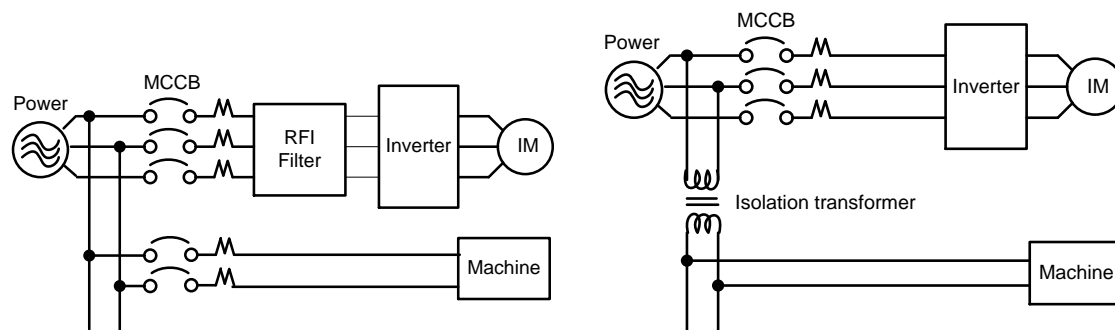 Power
MCCB
RFI
Filter
Inverter
IM
Machine
Power
MCCB
Inverter
IM
Isolation transformer
Machine